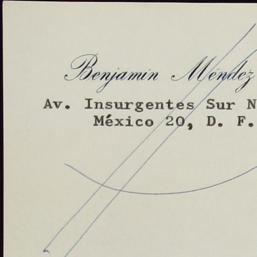 Benjamin Méndez
Av. Insurgentes Sur N
México 20, D. F.